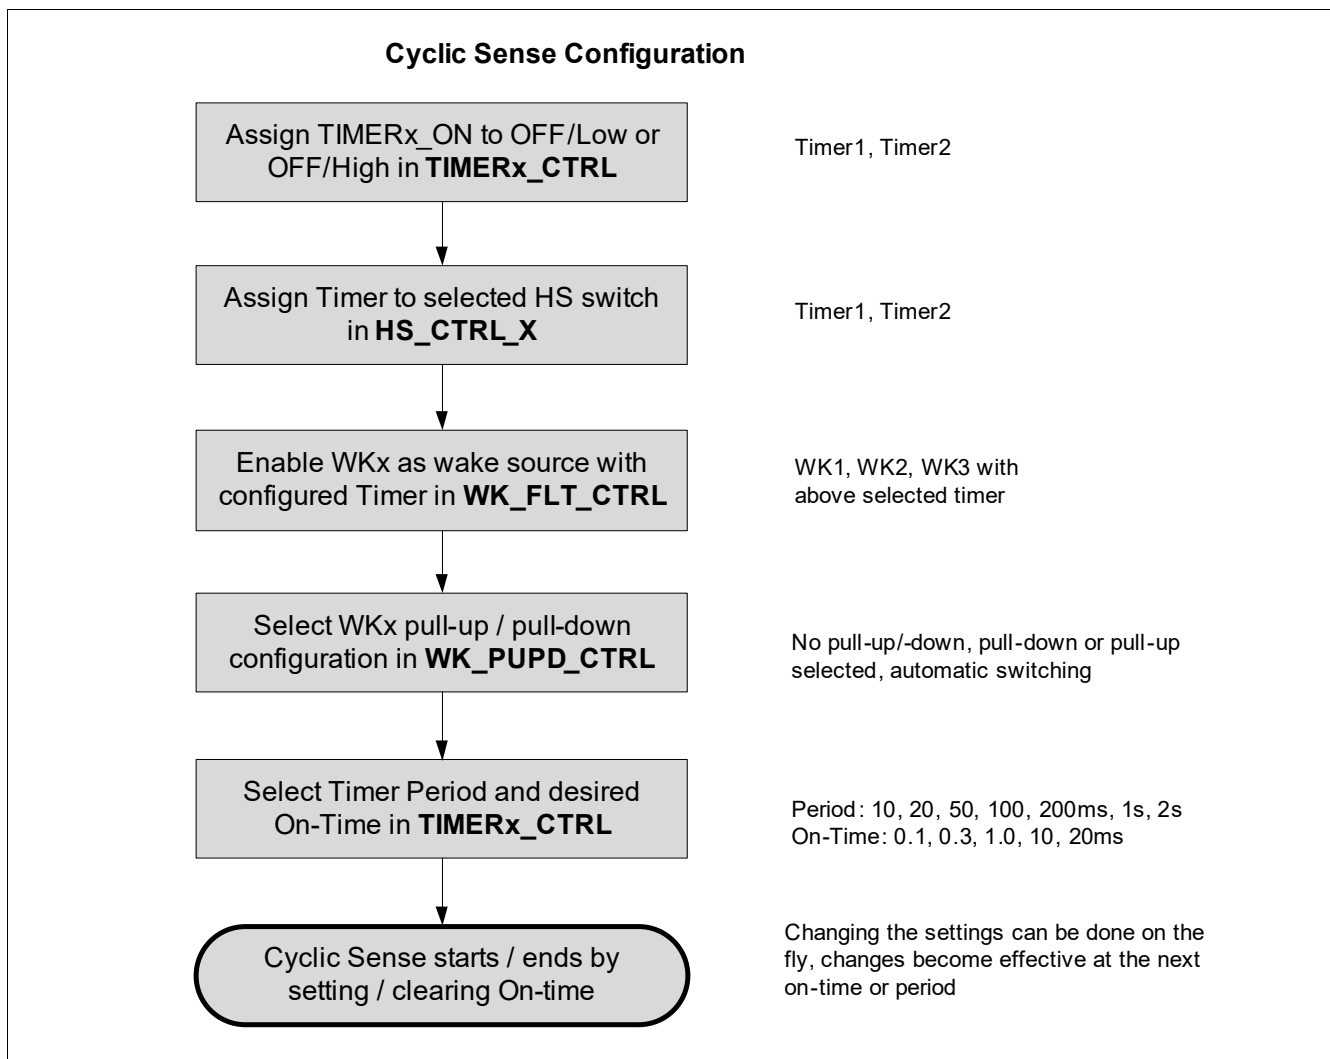 Cyclic Sense Configuration
Assign TIMERx_ON to OFF/Low or
OFF/High in TIMERx_CTRL
Timer1, Timer2
Assign Timer to selected HS switch
in HS_CTRL_X
Timer1, Timer2
Enable WKx as wake source with
configured Timer in WK_FLT_CTRL
WK1, WK2, WK3 with
above selected timer
Select WKx pull-up / pull-down
configuration in WK_PUPD_CTRL
No pull-up/-down, pull-down or pull-up
selected, automatic switching
Select Timer Period and desired
On-Time in TIMERx_CTRL
Period: 10, 20, 50, 100, 200ms, 1s, 2s
On-Time: 0.1, 0.3, 1.0, 10, 20ms
Cyclic Sense starts / ends by
setting / clearing On-time
Changing the settings can be done on the
fly, changes become effective at the next
on-time or period